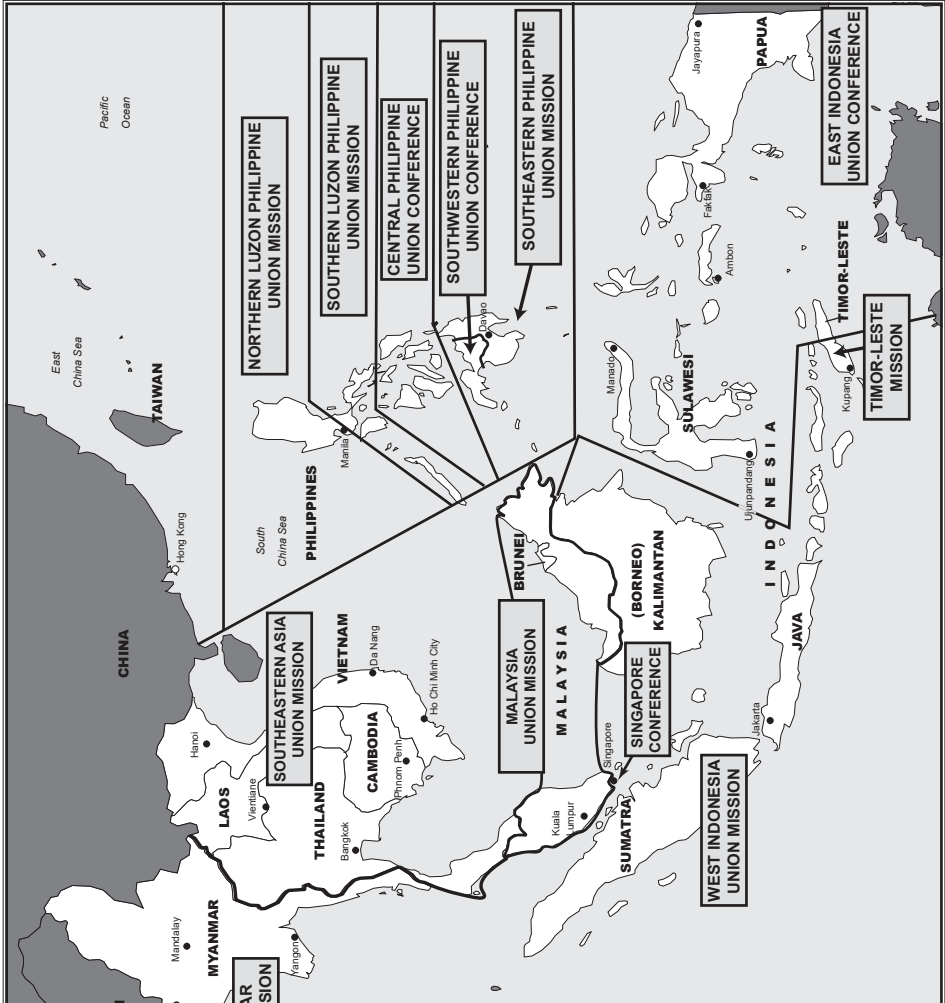 Pacific
Ocean
East
China Sea
TAIWAN
CHINA
Hong Kong
South
China Sea
PHILIPPINES
Manila
Davao
NORTHERN LUZON PHILIPPINE
UNION MISSION
SOUTHERN LUZON PHILIPPINE
UNION MISSION
CENTRAL PHILIPPINE
UNION CONFERENCE
SOUTHWESTERN PHILIPPINE
UNION CONFERENCE
SOUTHEASTERN PHILIPPINE
UNION MISSION
Jayapura
PAPUA
EAST INDONESIA
UNION CONFERENCE
Fakfak
Ambon
TIMOR-LESTE
TIMOR-LESTE
MISSION
Kupang
Manado
SULAWESI
Ujunpandang
INDONESIA
BRUNEI
(BORNEO)
KALIMANTAN
JAVA
Jakarta
MALAYSIA
UNION MISSION
MALAYSIA
SINGAPORE
CONFERENCE
Singapore
Kuala
Lumpur
SUMATRA
WEST INDONESIA
UNION MISSION
SOUTHEASTERN ASIA
UNION MISSION
VIETNAM
Da Nang
Ho Chi Minh City
Hanoi
LAOS
Vientiane
CAMBODIA
Phnom Penh
THAILAND
Bangkok
MYANMAR
Mandalay
Yangon